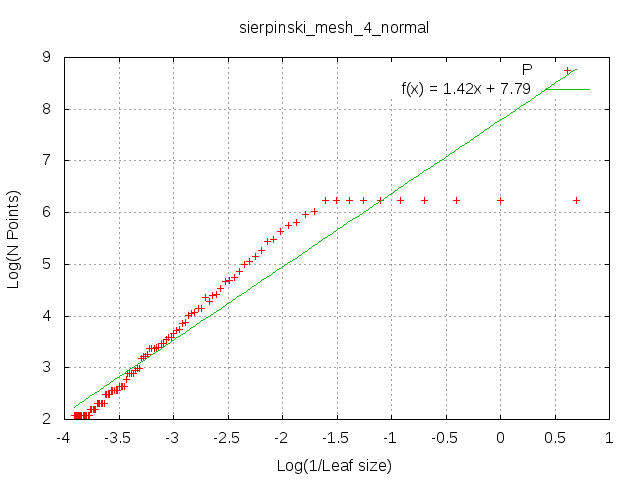 sierpinski_mesh_4_normal
9
8
7
6
5
4
3
2
Log(N Points)
P
f(x) = 1.42x + 7.79
-4 -3.5 -3 -2.5 -2 -1.5 -1 -0.5 0 0.5 1
Log(1/Leaf size)